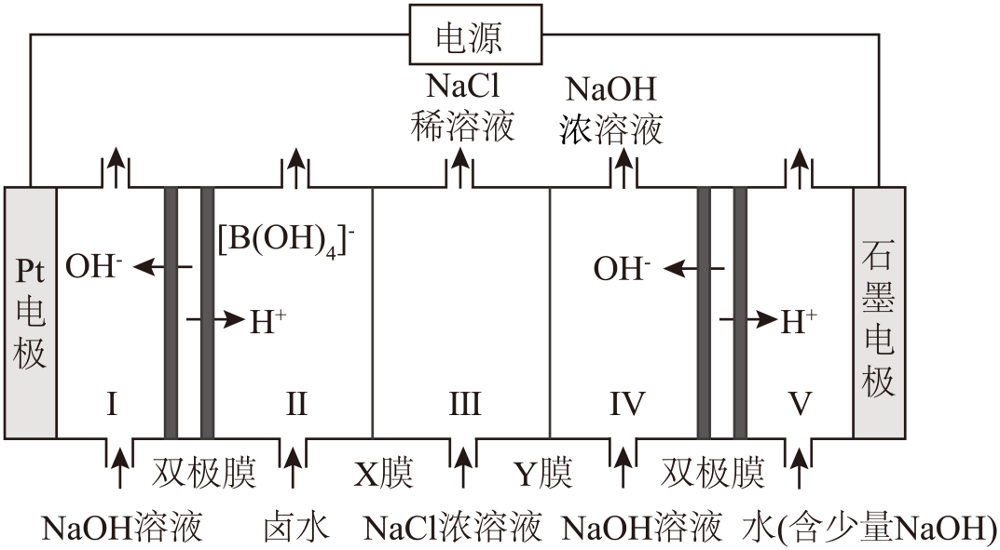 电源
NaCl
稀溶液
NaOH
浓溶液
Pt
电
极
OH⁻
[B(OH)₄]⁻
H⁺
OH⁻
H⁺
石
墨
电
极
I
II
III
IV
V
双极膜
X膜
Y膜
双极膜
NaOH溶液
卤水
NaCl浓溶液
NaOH溶液
水(含少量NaOH)